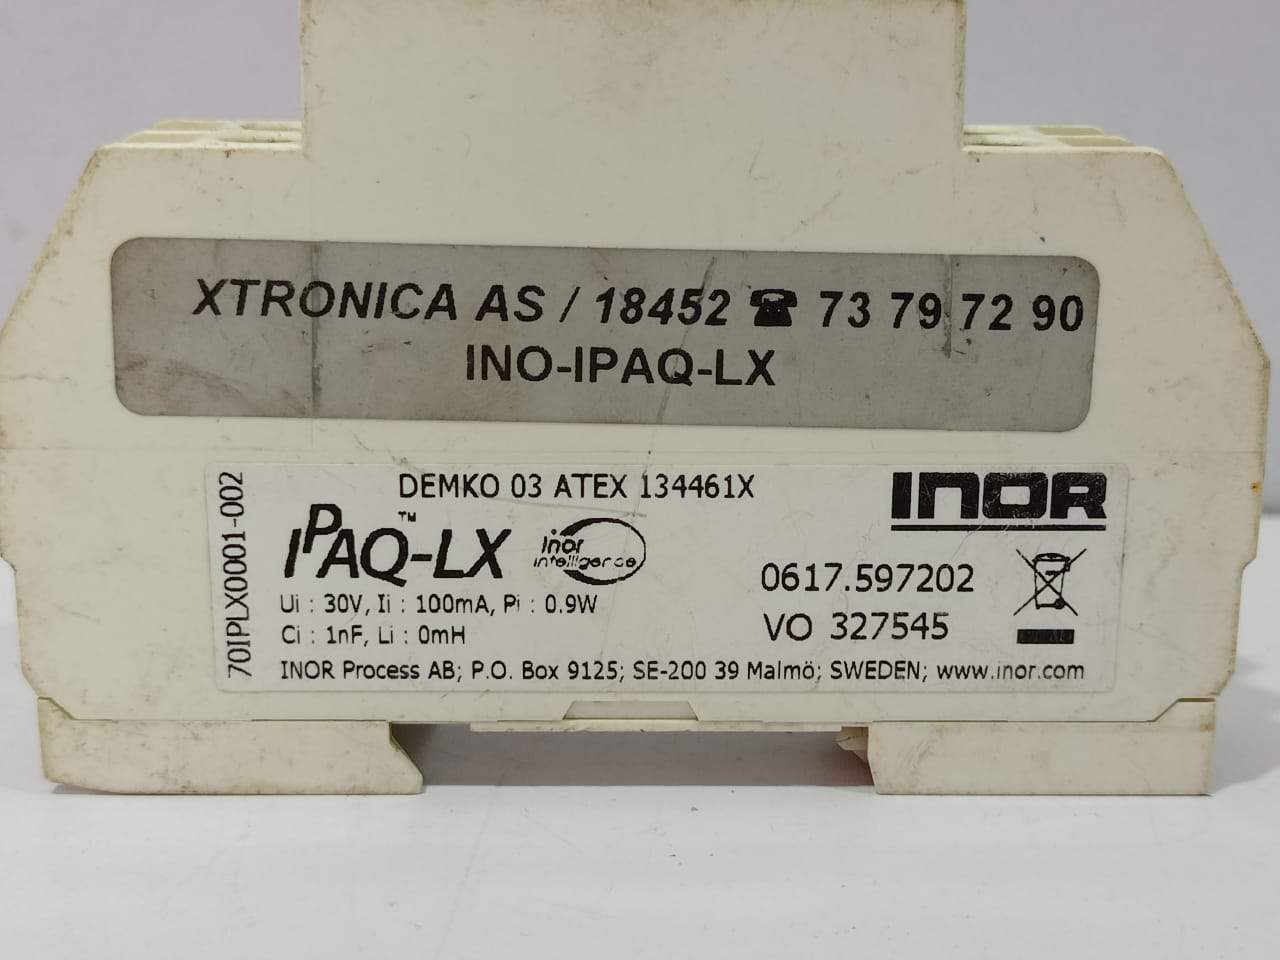 XTRONICA AS / 18452 ☎ 73 79 72 90
INO-IPAQ-LX
70IPLX0001-002
DEMKO 03 ATEX 134461X
INOR
IPAQ™-LX
Inor
intelligence
0617.597202
Ui : 30V, Ii : 100mA, Pi : 0.9W
VO 327545
Ci : 1nF, Li : 0mH
INOR Process AB; P.O. Box 9125; SE-200 39 Malmö; SWEDEN; www.inor.com